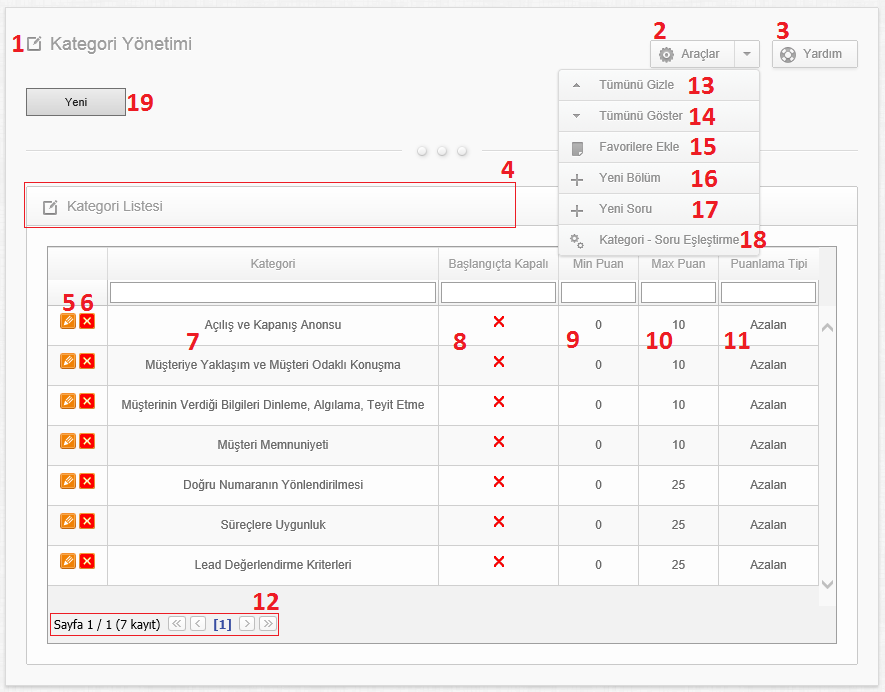 1 Kategori Yönetimi
2
3
Araçlar
Yardım
Yeni 19
Tümünü Gizle 13
Tümünü Göster 14
Favorilere Ekle 15
Yeni Bölüm 16
Yeni Soru 17
Kategori - Soru Eşleştirme 18
4
Kategori Listesi
Kategori Başlangıçta Kapalı Min Puan Max Puan Puanlama Tipi
5 6
Açılış ve Kapanış Anonsu 0 10 Azalan
7 8 9 10 11
Müşteriye Yaklaşım ve Müşteri Odaklı Konuşma 0 10 Azalan
Müşterinin Verdiği Bilgileri Dinleme, Algılama, Teyit Etme 0 10 Azalan
Müşteri Memnuniyeti 0 10 Azalan
Doğru Numaranın Yönlendirilmesi 0 25 Azalan
Süreçlere Uygunluk 0 25 Azalan
Lead Değerlendirme Kriterleri 0 25 Azalan
12
Sayfa 1 / 1 (7 kayıt) [1]